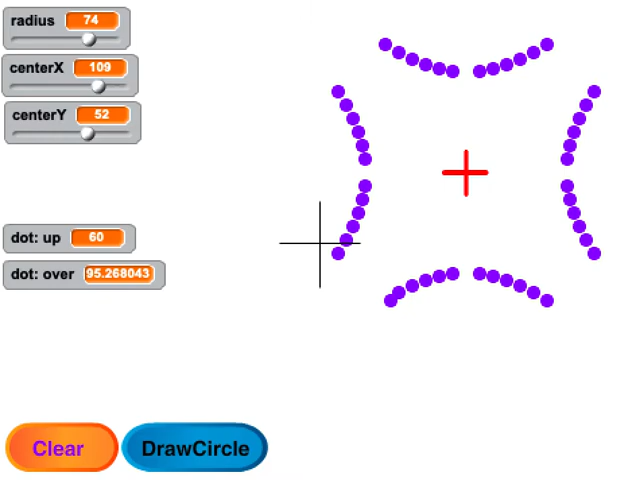 radius 74
centerX 109
centerY 52
dot: up 60
dot: over 95.268043
Clear DrawCircle